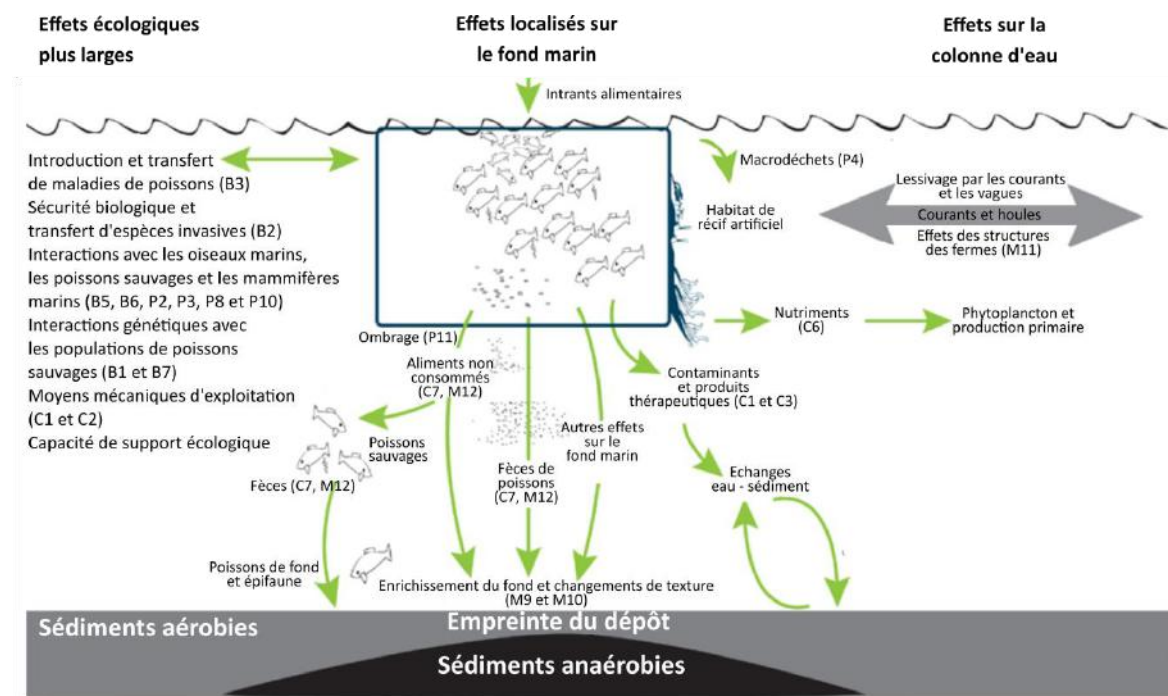 Effets écologiques
plus larges
Effets localisés sur
le fond marin
Effets sur la
colonne d'eau
Intrants alimentaires
Introduction et transfert
de maladies de poissons (B3)
Sécurité biologique et
transfert d'espèces invasives (B2)
Interactions avec les oiseaux marins,
les poissons sauvages et les mammifères
marins (B5, B6, P2, P3, P8 et P10)
Interactions génétiques avec
les populations de poissons
sauvages (B1 et B7)
Moyens mécaniques d'exploitation
(C1 et C2)
Capacité de support écologique
Macrodéchets (P4)
Habitat de
récif artificiel
Lessivage par les courants
et les vagues
Courants et houles
Effets des structures
des fermes (M11)
Nutriments
(C6)
Phytoplancton et
production primaire
Ombrage (P11)
Aliments non
consommés
(C7, M12)
Contaminants
et produits
thérapeutiques (C1 et C3)
Poissons
sauvages
Autres effets
sur le
fond marin
Fèces (C7, M12)
Fèces de
poissons
(C7, M12)
Echanges
eau - sédiment
Poissons de fond
et épifaune
Enrichissement du fond et changements de texture
(M9 et M10)
Sédiments aérobies
Empreinte du dépôt
Sédiments anaérobies